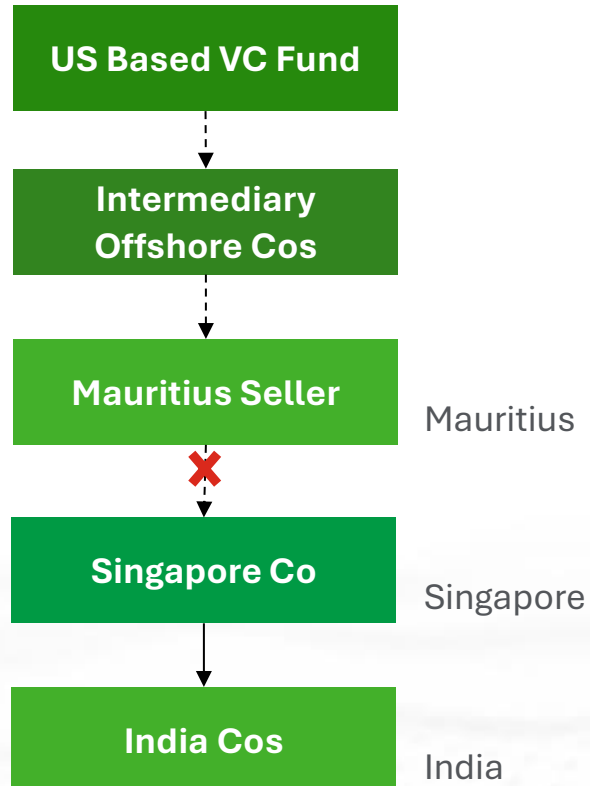 US Based VC Fund
Intermediary
Offshore Cos
Mauritius Seller
Mauritius
Singapore Co
Singapore
India Cos
India